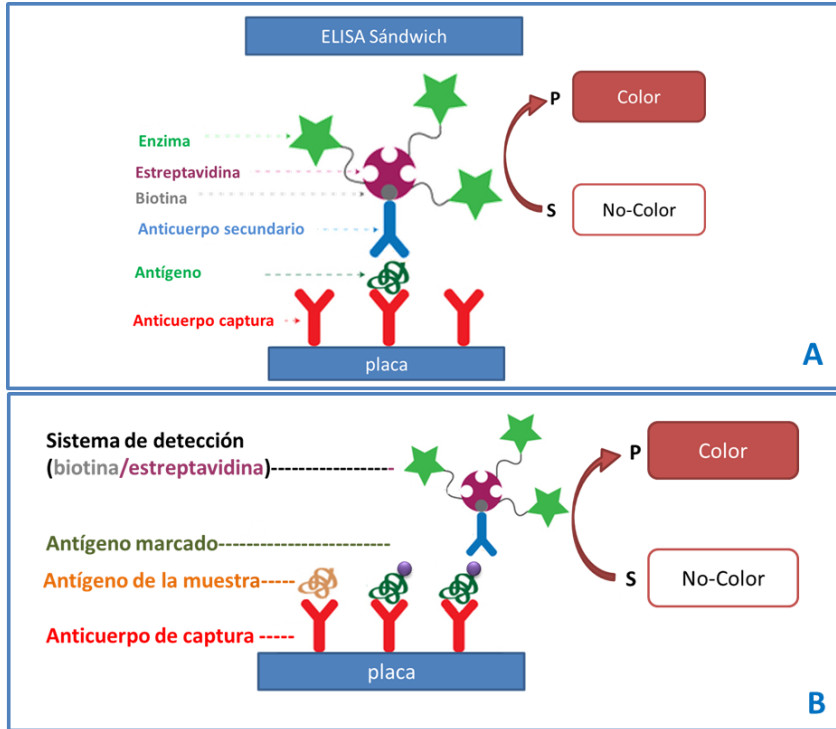 ELISA Sándwich
Enzima
Estreptavidina
Biotina
Anticuerpo secundario
Antígeno
Anticuerpo captura
placa
P
Color
S
No-Color
A
Sistema de detección
(biotina/estreptavidina)
Antígeno marcado
Antígeno de la muestra
Anticuerpo de captura
placa
P
Color
S
No-Color
B